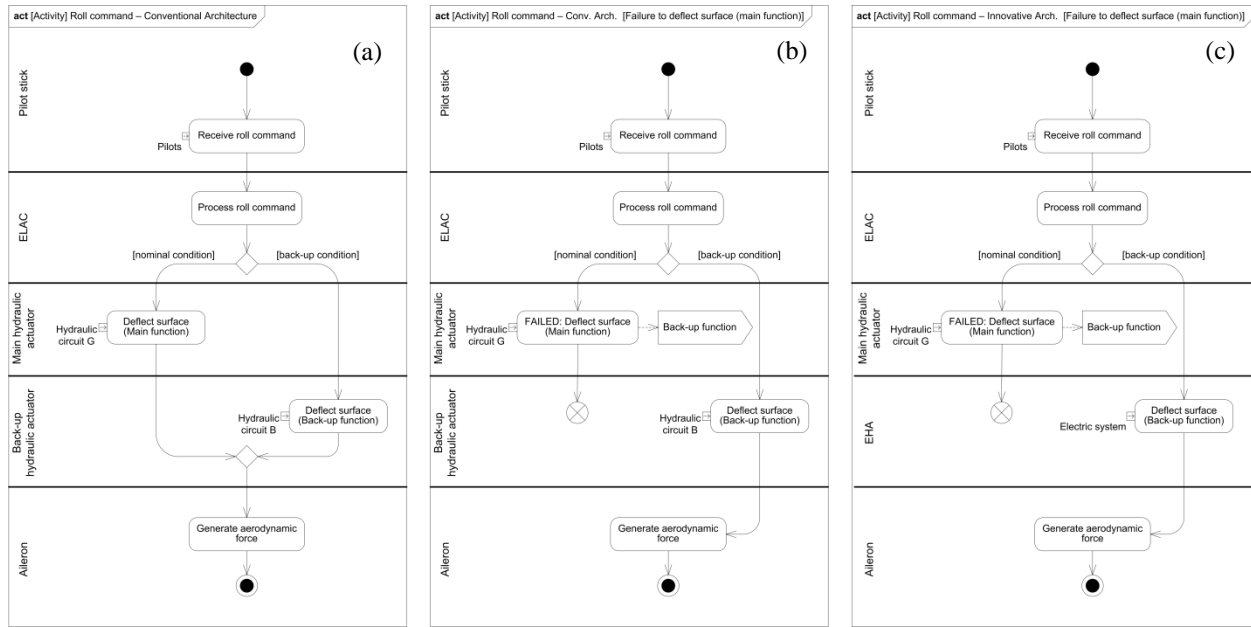 act [Activity] Roll command – Conventional Architecture
(a)
Pilot stick
Receive roll command
Pilots
ELAC
Process roll command
[nominal condition]
[back-up condition]
Main hydraulic
actuator
Hydraulic
circuit G
Deflect surface
(Main function)
Back-up
hydraulic actuator
Hydraulic
circuit B
Deflect surface
(Back-up function)
Aileron
Generate aerodynamic
force
act [Activity] Roll command – Conv. Arch. [Failure to deflect surface (main function)]
(b)
Pilot stick
Receive roll command
Pilots
ELAC
Process roll command
[nominal condition]
[back-up condition]
Main hydraulic
actuator
Hydraulic
circuit G
FAILED: Deflect surface
(Main function)
Back-up function
Back-up
hydraulic actuator
Hydraulic
circuit B
Deflect surface
(Back-up function)
Aileron
Generate aerodynamic
force
act [Activity] Roll command – Innovative Arch. [Failure to deflect surface (main function)]
(c)
Pilot stick
Receive roll command
Pilots
ELAC
Process roll command
[nominal condition]
[back-up condition]
Main hydraulic
actuator
Hydraulic
circuit G
FAILED: Deflect surface
(Main function)
Back-up function
EHA
Electric system
Deflect surface
(Back-up function)
Aileron
Generate aerodynamic
force